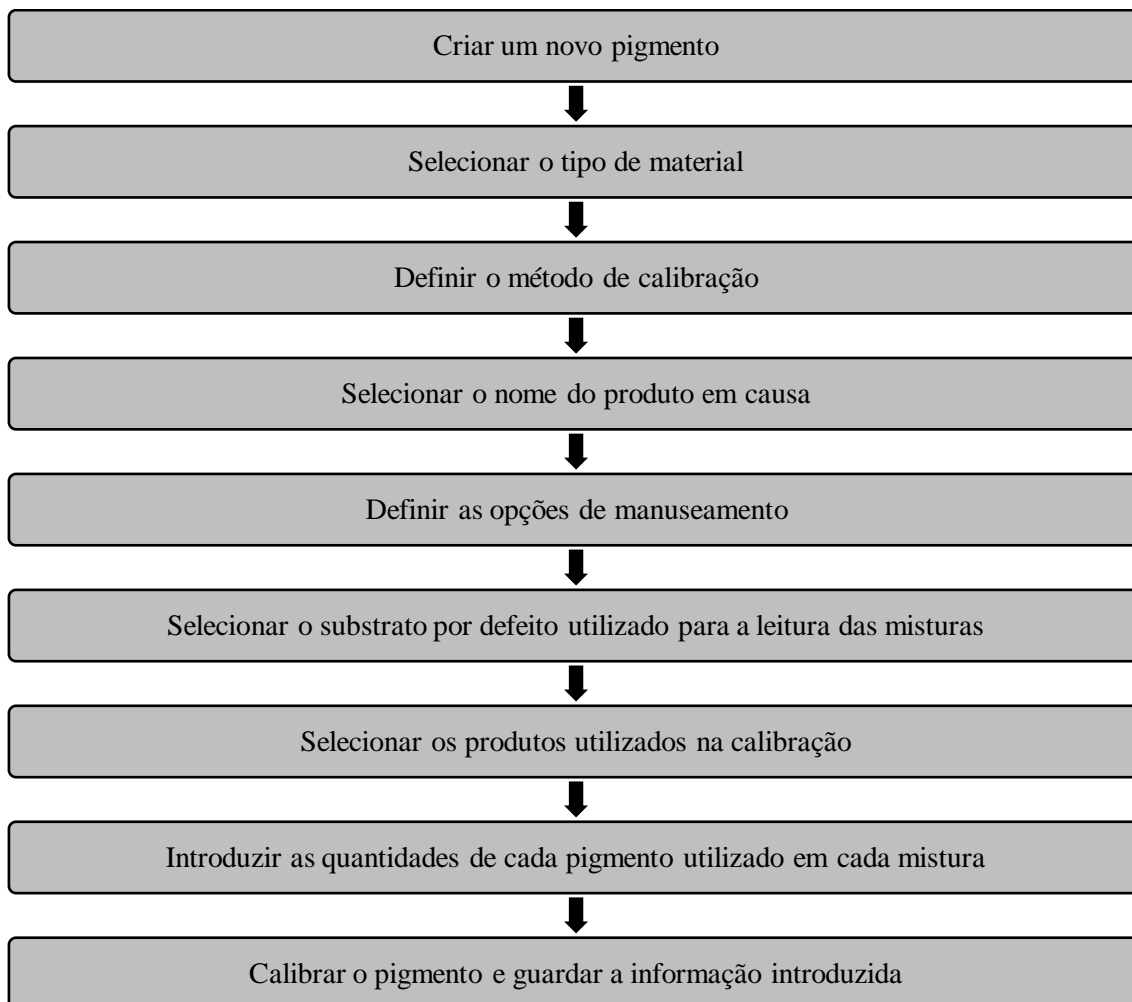 Criar um novo pigmento
Selecionar o tipo de material
Definir o método de calibração
Selecionar o nome do produto em causa
Definir as opções de manuseamento
Selecionar o substrato por defeito utilizado para a leitura das misturas
Selecionar os produtos utilizados na calibração
Introduzir as quantidades de cada pigmento utilizado em cada mistura
Calibrar o pigmento e guardar a informação introduzida